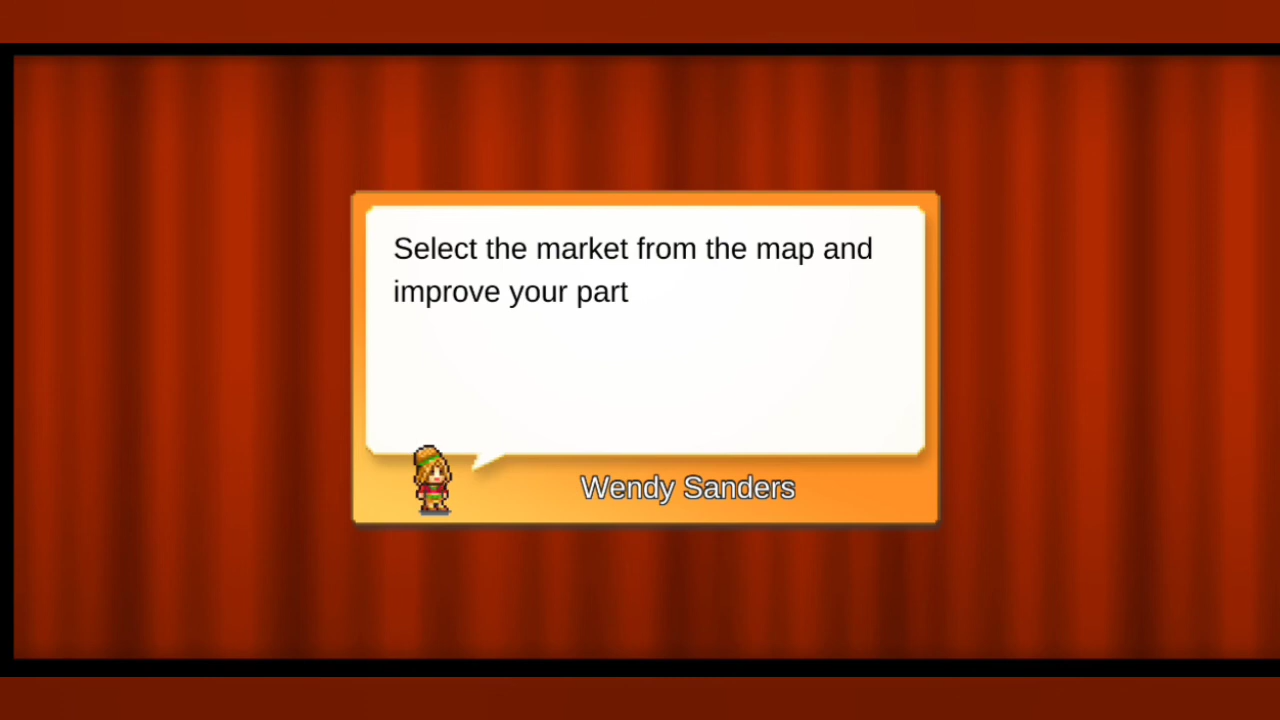 Select the market from the map and
improve your part
Wendy Sanders